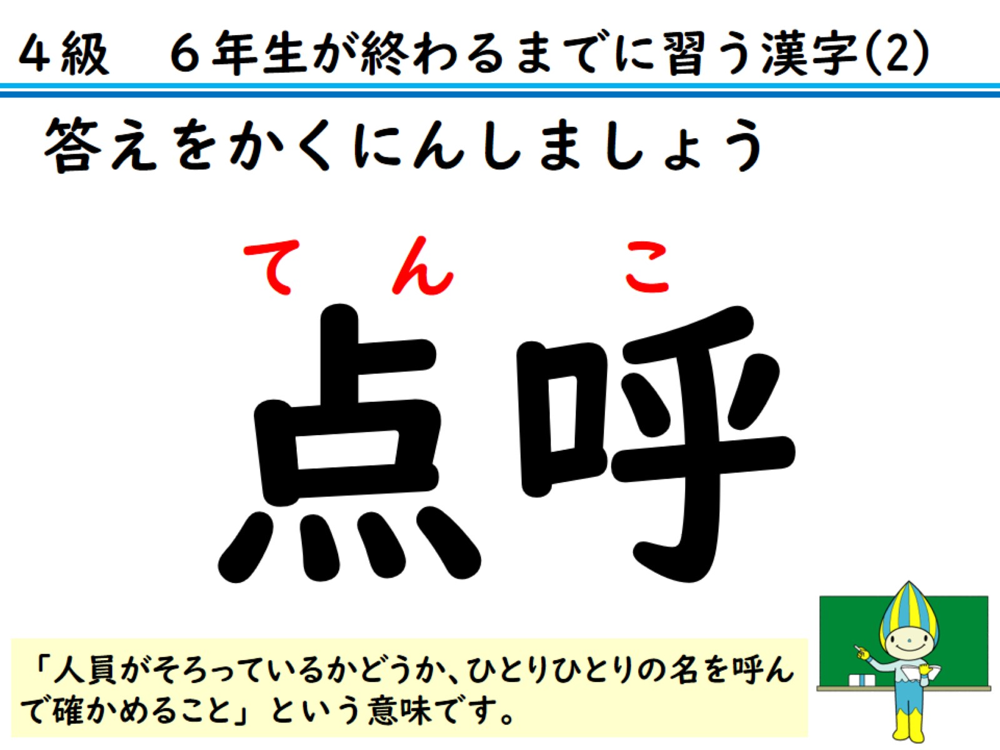 ４級　６年生が終わるまでに習う漢字(2)
答えをかくにんしましょう
てん　こ
点呼
「人員がそろっているかどうか、ひとりひとりの名を呼ん
で確かめること」という意味です。